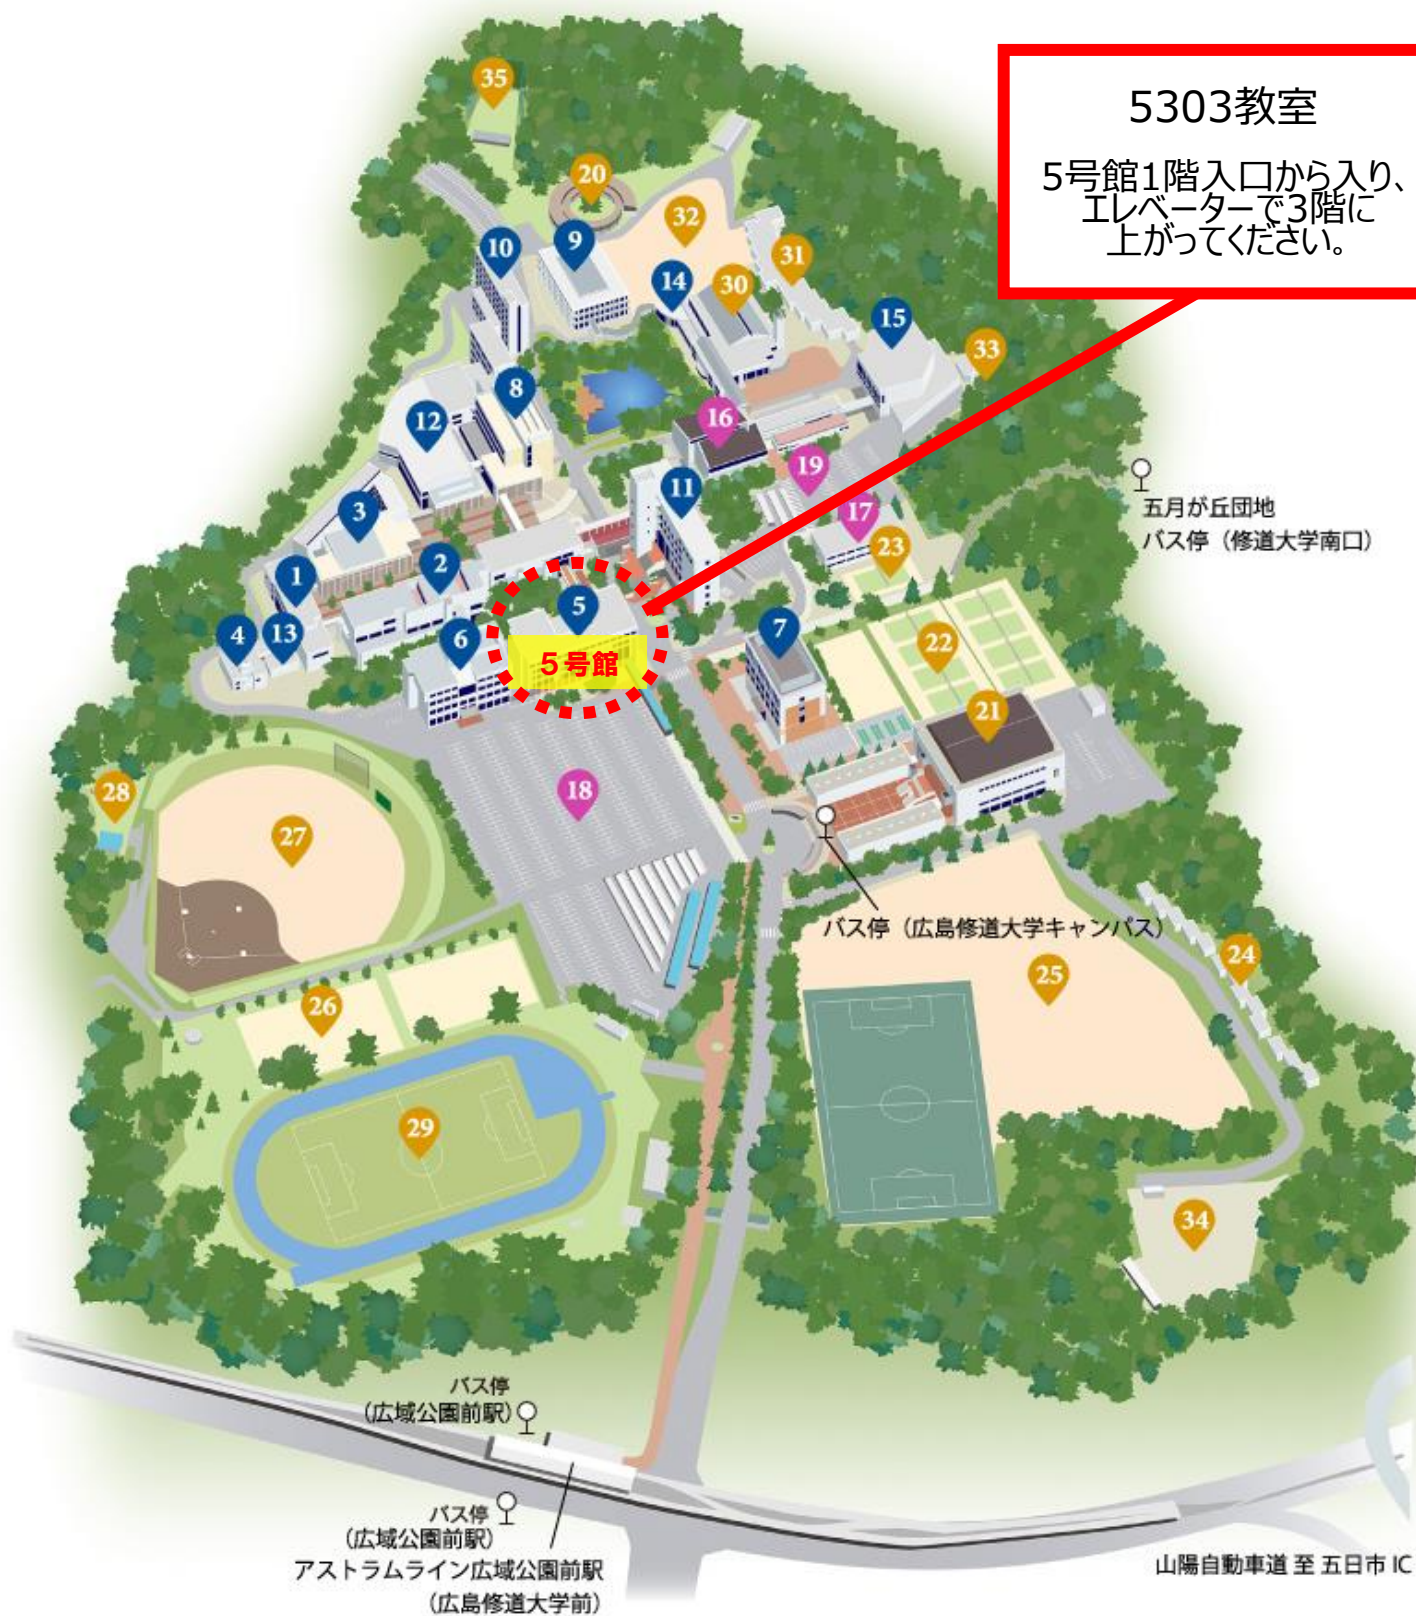 35
5303教室
5号館1階入口から入り、
エレベーターで3階に
上がってください。
20
32
10
9
31
14
30
15
33
8
12
16
19
11
3
17
23
五月が丘団地
バス停（修道大学南口）
1
2
5
4
13
6
7
22
5号館
21
18
28
27
バス停（広島修道大学キャンパス）
24
25
26
29
34
バス停
（広域公園前駅）
バス停
（広域公園前駅）
アストラムライン広域公園前駅
（広島修道大学前）
山陽自動車道 至 五日市 IC